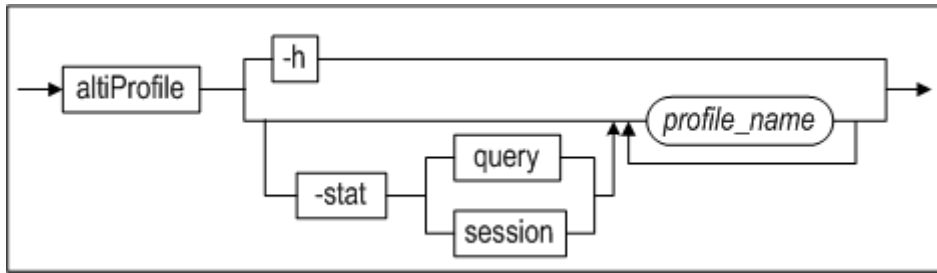 -h
altiProfile
profile_name
query
-stat
session